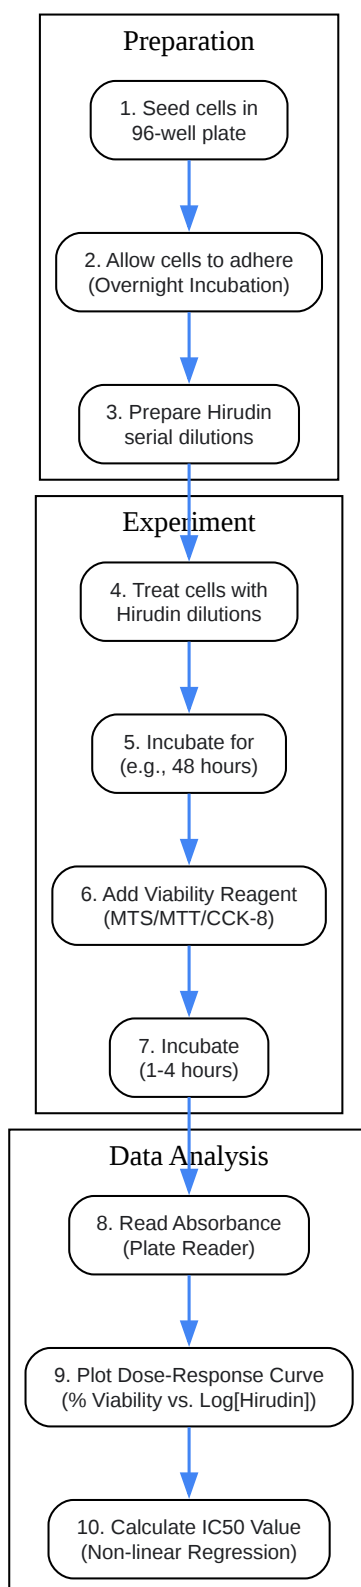 Preparation
1. Seed cells in
96-well plate
2. Allow cells to adhere
(Overnight Incubation)
3. Prepare Hirudin
serial dilutions
Experiment
4. Treat cells with
Hirudin dilutions
5. Incubate for
(e.g., 48 hours)
6. Add Viability Reagent
(MTS/MTT/CCK-8)
7. Incubate
(1-4 hours)
Data Analysis
8. Read Absorbance
(Plate Reader)
9. Plot Dose-Response Curve
(% Viability vs. Log[Hirudin])
10. Calculate IC50 Value
(Non-linear Regression)